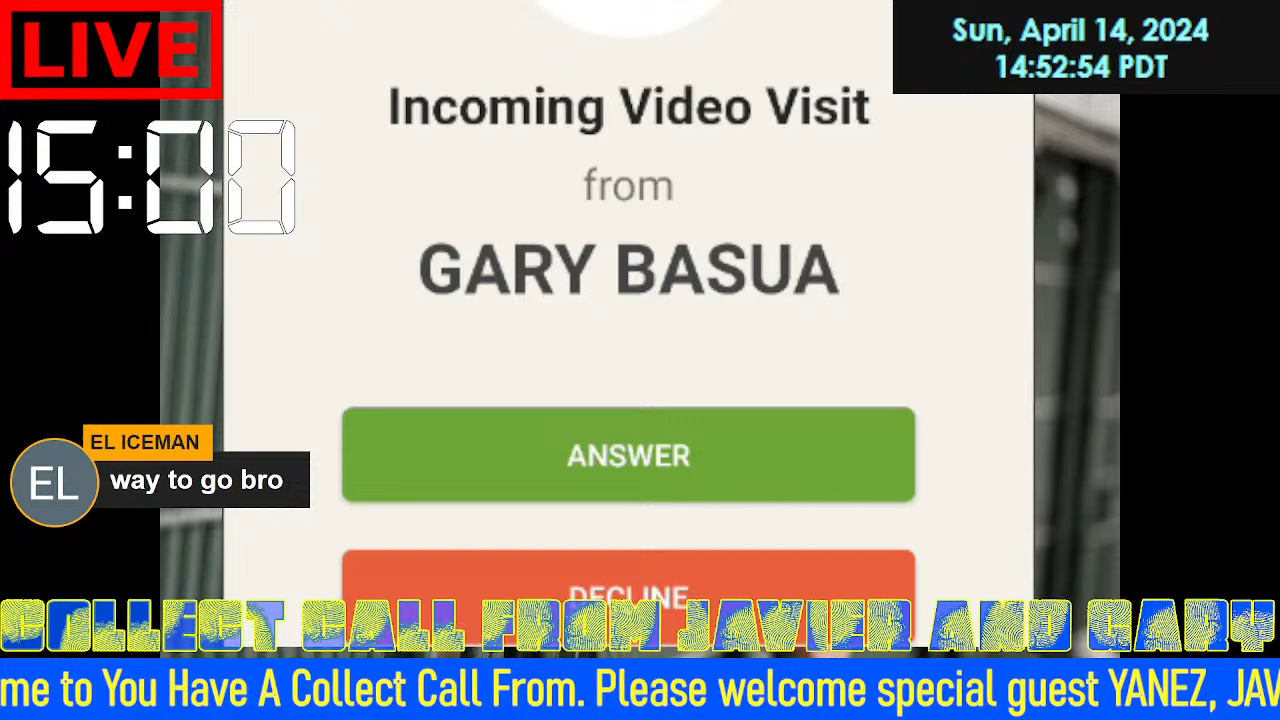 LIVE
Sun, April 14, 2024
14:52:54 PDT
15:00
Incoming Video Visit
from
GARY BASUA
ANSWER
EL ICEMAN
EL
way to go bro
DECLINE
COLLECT CALL FROM JAVIER AND GARY
me to You Have A Collect Call From. Please welcome special guest YANEZ, JAV